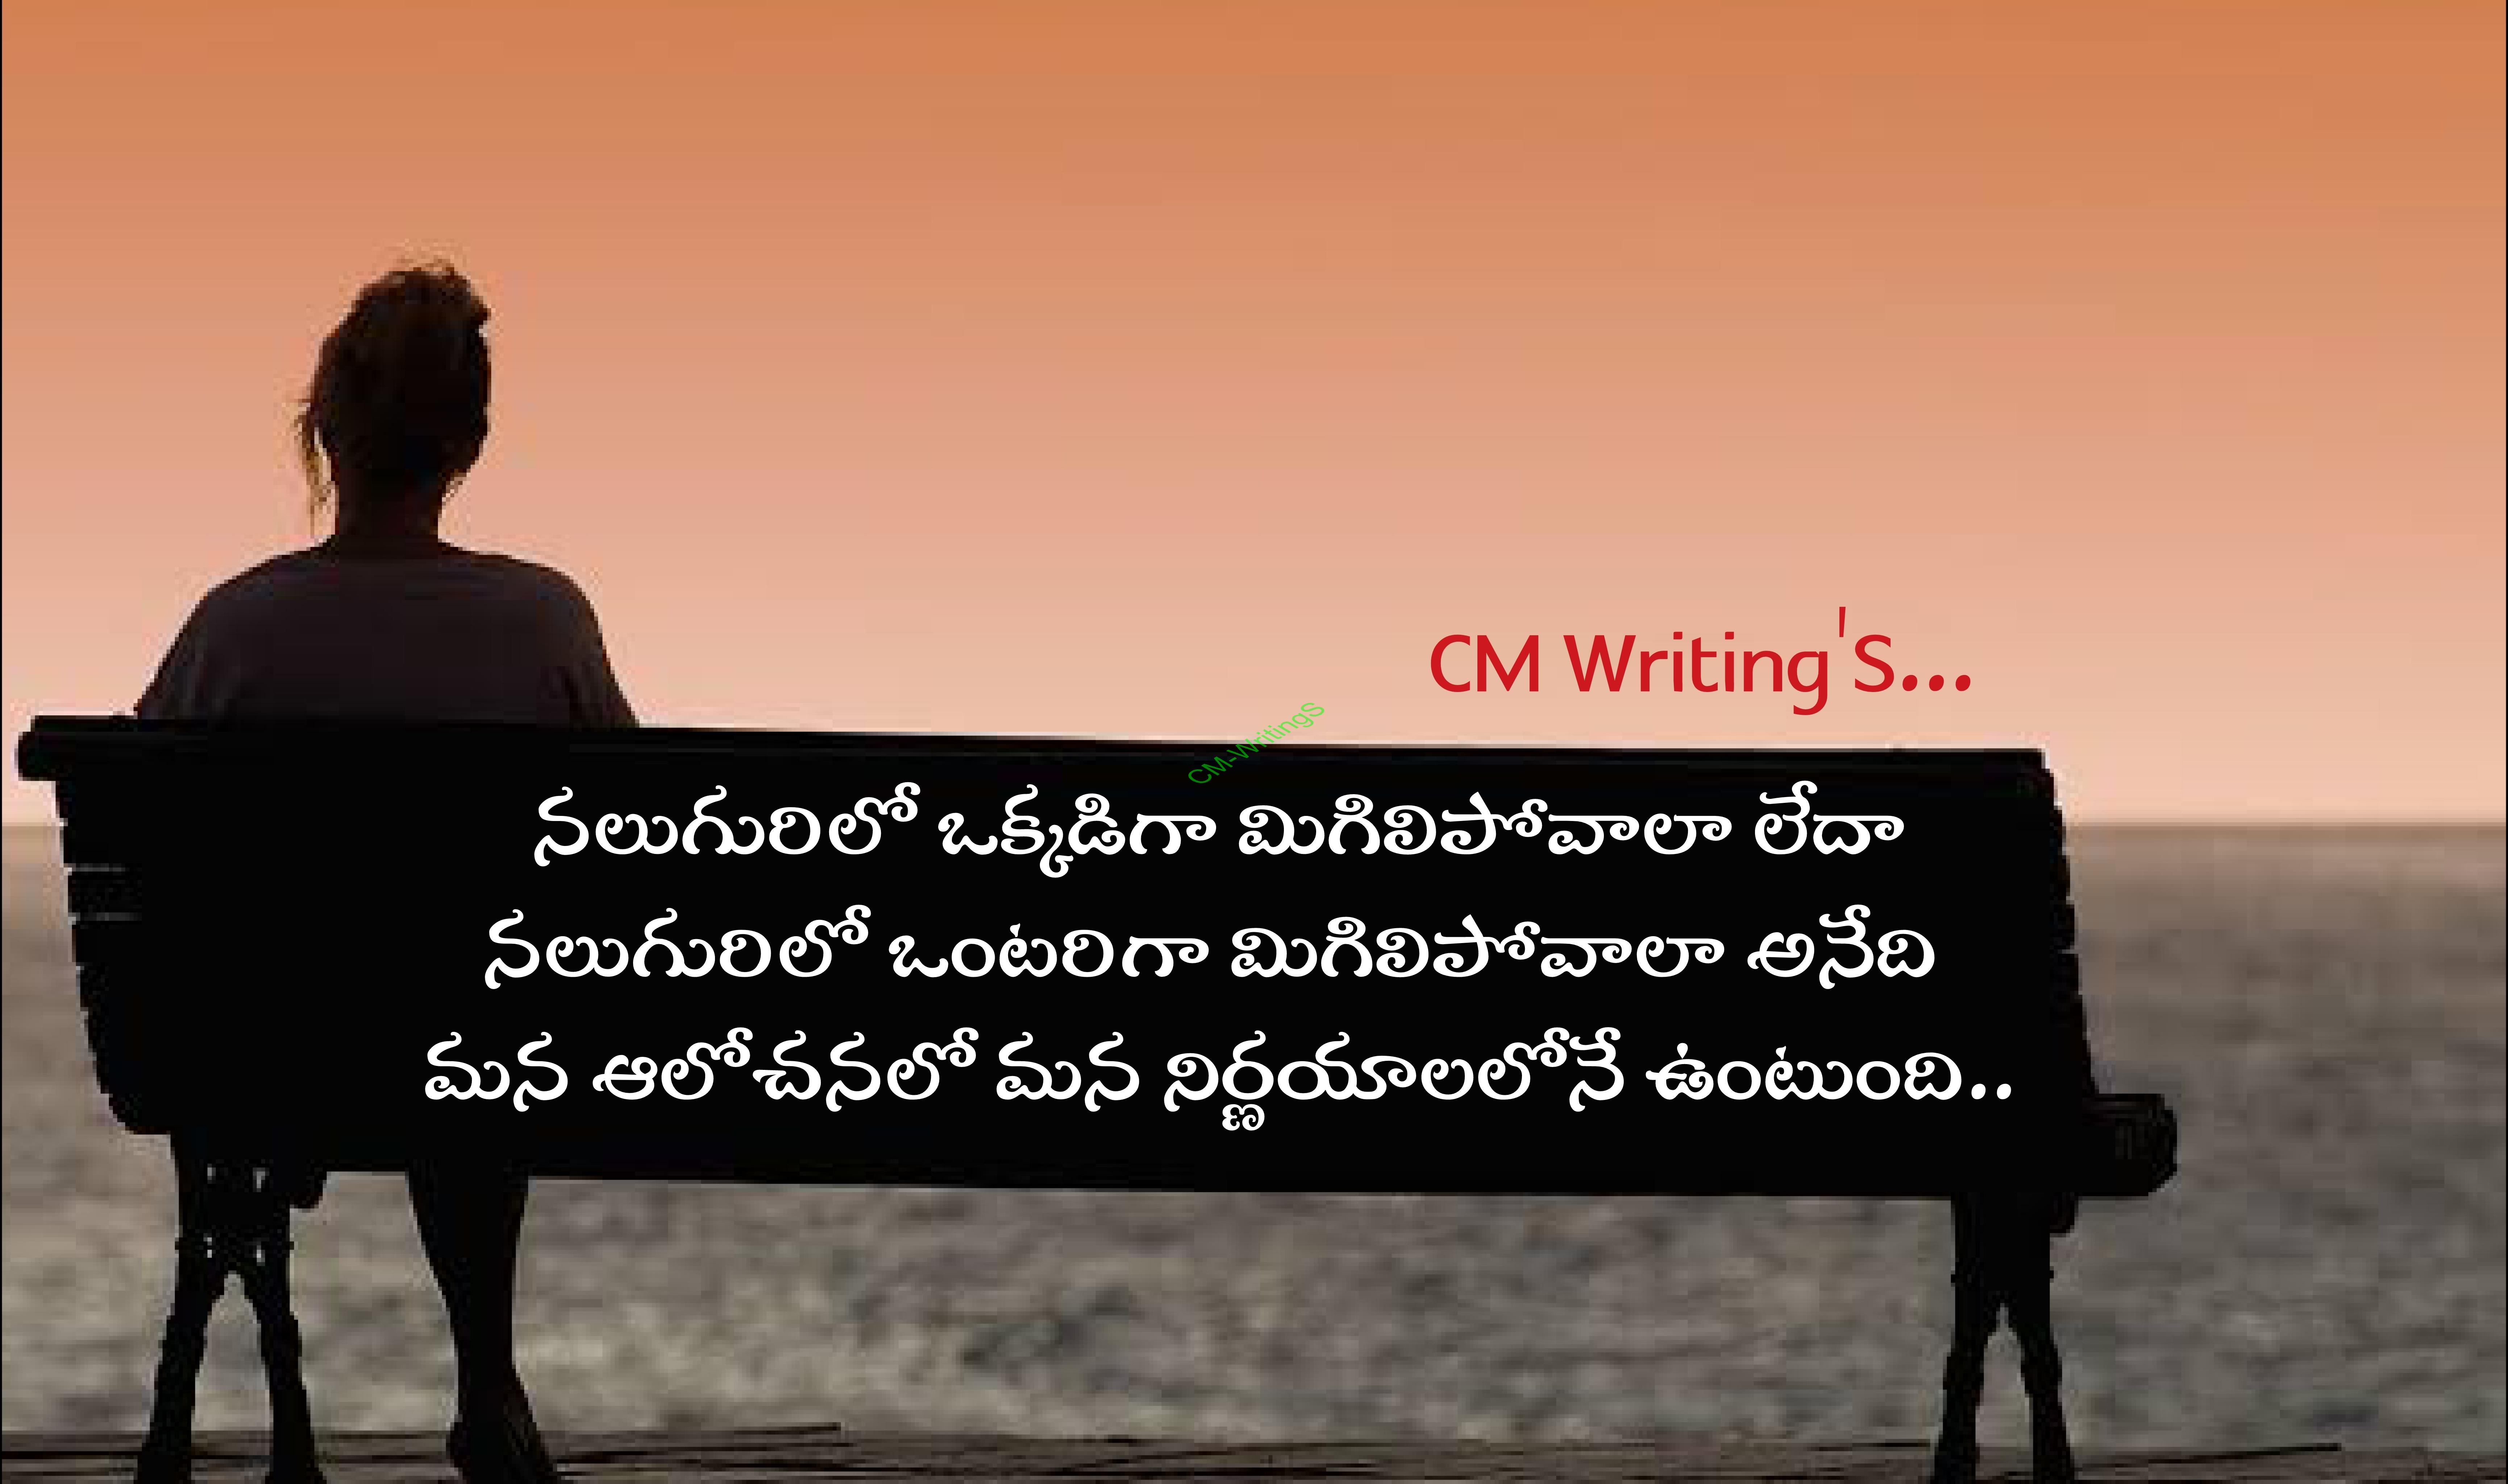 CM Writing'S...
CM-WritingS
నలుగురిలో ఒక్కడిగా మిగిలిపోవాలా లేదా
నలుగురిలో ఒంటరిగా మిగిలిపోవాలా అనేది
మన ఆలోచనలో మన నిర్ణయాలలోనే ఉంటుంది..